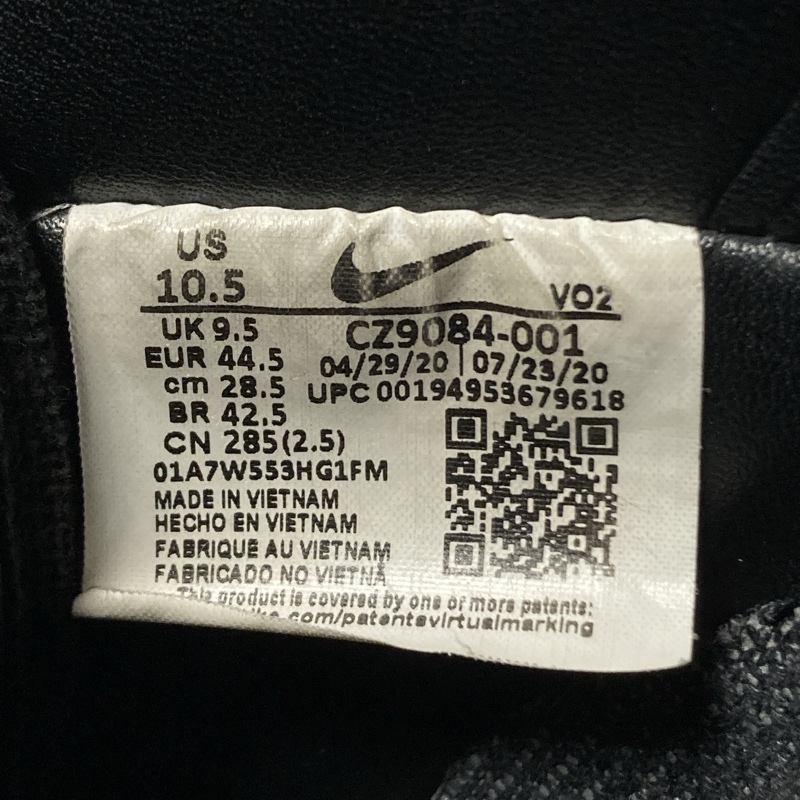 US
10.5
VO2
UK 9.5
CZ9084-001
EUR 44.5
04/29/20 | 07/23/20
cm 28.5
UPC 00194953679618
BR 42.5
CN 285(2.5)
01A7W553HG1FM
MADE IN VIETNAM
HECHO EN VIETNAM
FABRIQUE AU VIETNAM
FABRICADO NO VIETNÃ
This product is covered by one or more patents:
.com/patentsvirtualmarking